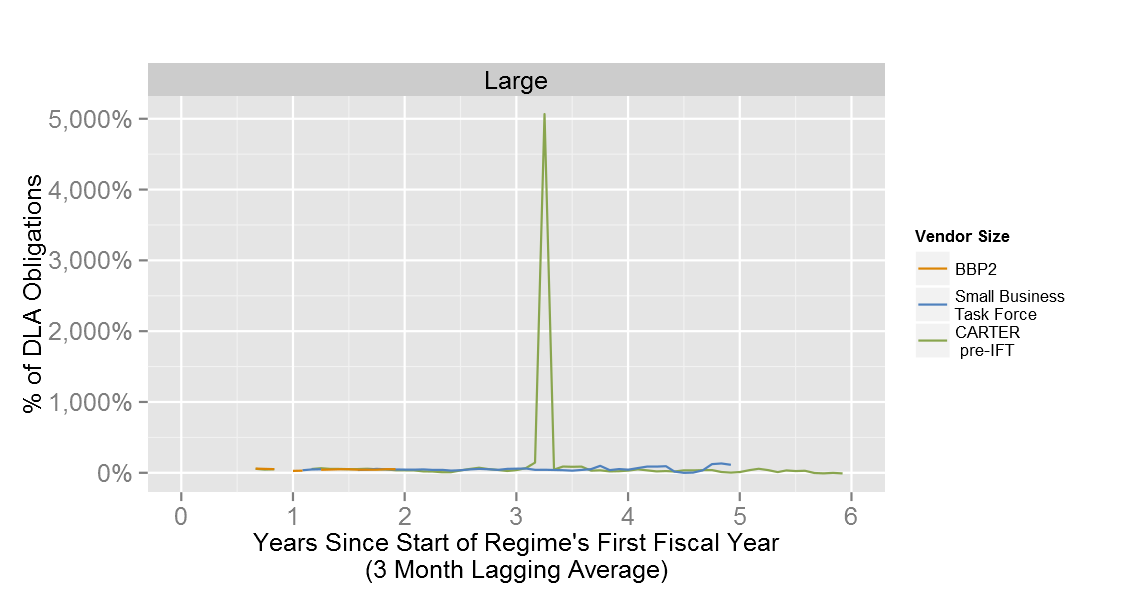 Large
5,000%
4,000%
3,000%
2,000%
1,000%
0%
% of DLA Obligations
0 1 2 3 4 5 6
Years Since Start of Regime's First Fiscal Year
(3 Month Lagging Average)
Vendor Size
BBP2
Small Business
Task Force
CARTER
pre-IFT